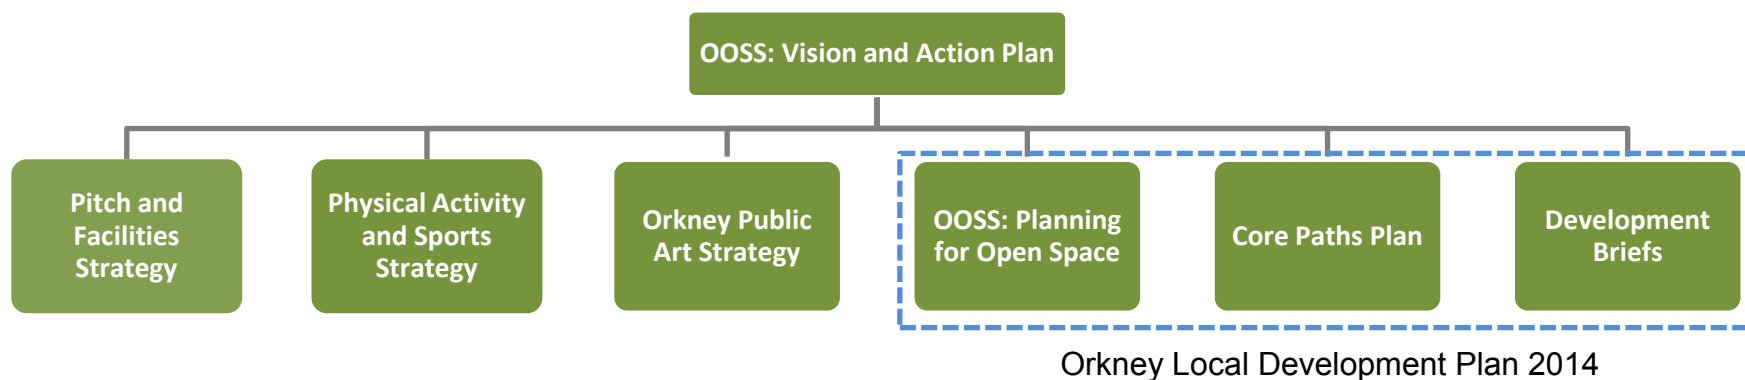 OOSS: Vision and Action Plan
Pitch and
Facilities
Strategy
Physical Activity
and Sports
Strategy
Orkney Public
Art Strategy
OOSS: Planning
for Open Space
Core Paths Plan
Development
Briefs
Orkney Local Development Plan 2014